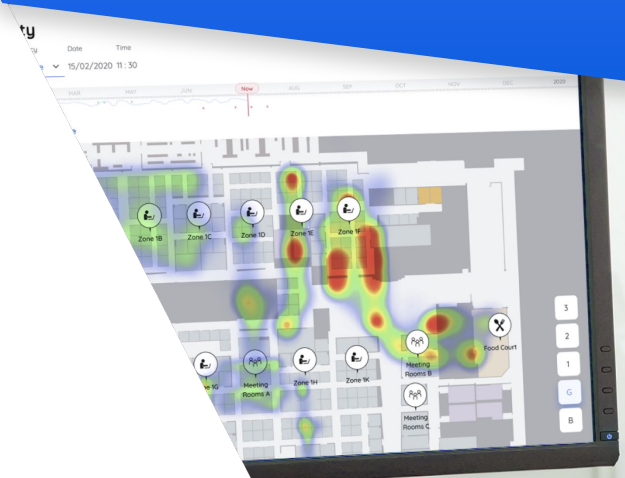 ty
Date
Time
15/02/2020
11 : 30
MAR
MAY
JUN
Now
AUG
SEP
OCT
NOV
DEC
2020
Zone 1B
Zone 1C
Zone 1D
Zone 1E
Zone 1F
Food Court
Meeting
Rooms A
Zone 1H
Zone 1K
Meeting
Rooms B
Meeting
Rooms C
3
2
1
G
B